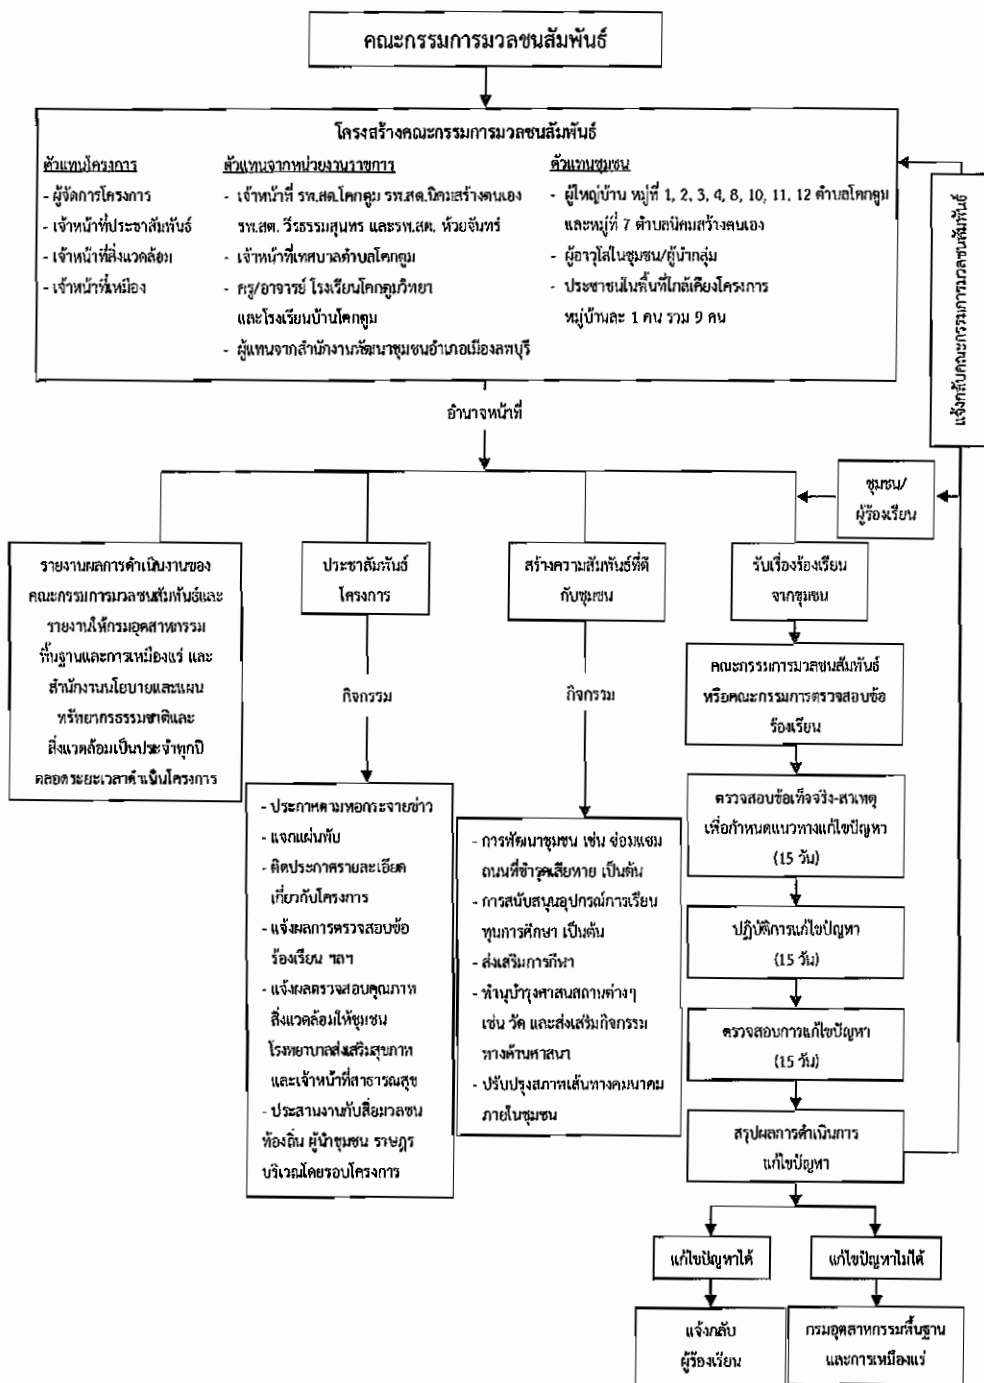 คณะกรรมการมวลชนสัมพันธ์
โครงสร้างคณะกรรมการมวลชนสัมพันธ์
ตัวแทนโครงการ
- ผู้จัดการโครงการ
- เจ้าหน้าที่ประชาสัมพันธ์
- เจ้าหน้าที่สิ่งแวดล้อม
- เจ้าหน้าที่เหมือง
ตัวแทนจากหน่วยงานราชการ
- เจ้าหน้าที่ รพ.สต.โคกตูม รพ.สต.นิคมสร้างตนเอง
รพ.สต. วีรธรรมสุนทร และรพ.สต. ห้วยจันทร์
- เจ้าหน้าที่เทศบาลตำบลโคกตูม
- ครู/อาจารย์ โรงเรียนโคกตูมวิทยา
และโรงเรียนบ้านโคกตูม
- ผู้แทนจากสำนักงานพัฒนาชุมชนอำเภอเมืองลพบุรี
ตัวแทนชุมชน
- ผู้ใหญ่บ้าน หมู่ที่ 1, 2, 3, 4, 8, 10, 11, 12 ตำบลโคกตูม
และหมู่ที่ 7 ตำบลนิคมสร้างตนเอง
- ผู้อาวุโสในชุมชน/ผู้นำกลุ่ม
- ประชาชนในพื้นที่ใกล้เคียงโครงการ
หมู่บ้านละ 1 คน รวม 9 คน
แจ้งกลับคณะกรรมการมวลชนสัมพันธ์
อำนาจหน้าที่
ชุมชน/
ผู้ร้องเรียน
รายงานผลการดำเนินงานของ
คณะกรรมการมวลชนสัมพันธ์และ
รายงานให้กรมอุตสาหกรรม
พื้นฐานและการเหมืองแร่ และ
สำนักงานนโยบายและแผน
ทรัพยากรธรรมชาติและ
สิ่งแวดล้อมเป็นประจำทุกปี
ตลอดระยะเวลาดำเนินโครงการ
ประชาสัมพันธ์
โครงการ
กิจกรรม
- ประกาศตามหอกระจายข่าว
- แจกแผ่นพับ
- ติดประกาศรายละเอียด
เกี่ยวกับโครงการ
- แจ้งผลการตรวจสอบข้อ
ร้องเรียน ฯลฯ
- แจ้งผลตรวจสอบคุณภาพ
สิ่งแวดล้อมให้ชุมชน
โรงพยาบาลส่งเสริมสุขภาพ
และเจ้าหน้าที่สาธารณสุข
- ประสานงานกับสื่อมวลชน
ท้องถิ่น ผู้นำชุมชน ราษฎร
บริเวณโดยรอบโครงการ
สร้างความสัมพันธ์ที่ดี
กับชุมชน
กิจกรรม
- การพัฒนาชุมชน เช่น ซ่อมแซม
ถนนที่ชำรุดเสียหาย เป็นต้น
- การสนับสนุนอุปกรณ์การเรียน
ทุนการศึกษา เป็นต้น
- ส่งเสริมการกีฬา
- ทำนุบำรุงศาสนสถานต่างๆ
เช่น วัด และส่งเสริมกิจกรรม
ทางด้านศาสนา
- ปรับปรุงสภาพเส้นทางคมนาคม
ภายในชุมชน
รับเรื่องร้องเรียน
จากชุมชน
คณะกรรมการมวลชนสัมพันธ์
หรือคณะกรรมการตรวจสอบข้อ
ร้องเรียน
ตรวจสอบข้อเท็จจริง-สาเหตุ
เพื่อกำหนดแนวทางแก้ไขปัญหา
(15 วัน)
ปฏิบัติการแก้ไขปัญหา
(15 วัน)
ตรวจสอบการแก้ไขปัญหา
(15 วัน)
สรุปผลการดำเนินการ
แก้ไขปัญหา
แก้ไขปัญหาได้
แก้ไขปัญหาไม่ได้
แจ้งกลับ
ผู้ร้องเรียน
กรมอุตสาหกรรมพื้นฐาน
และการเหมืองแร่